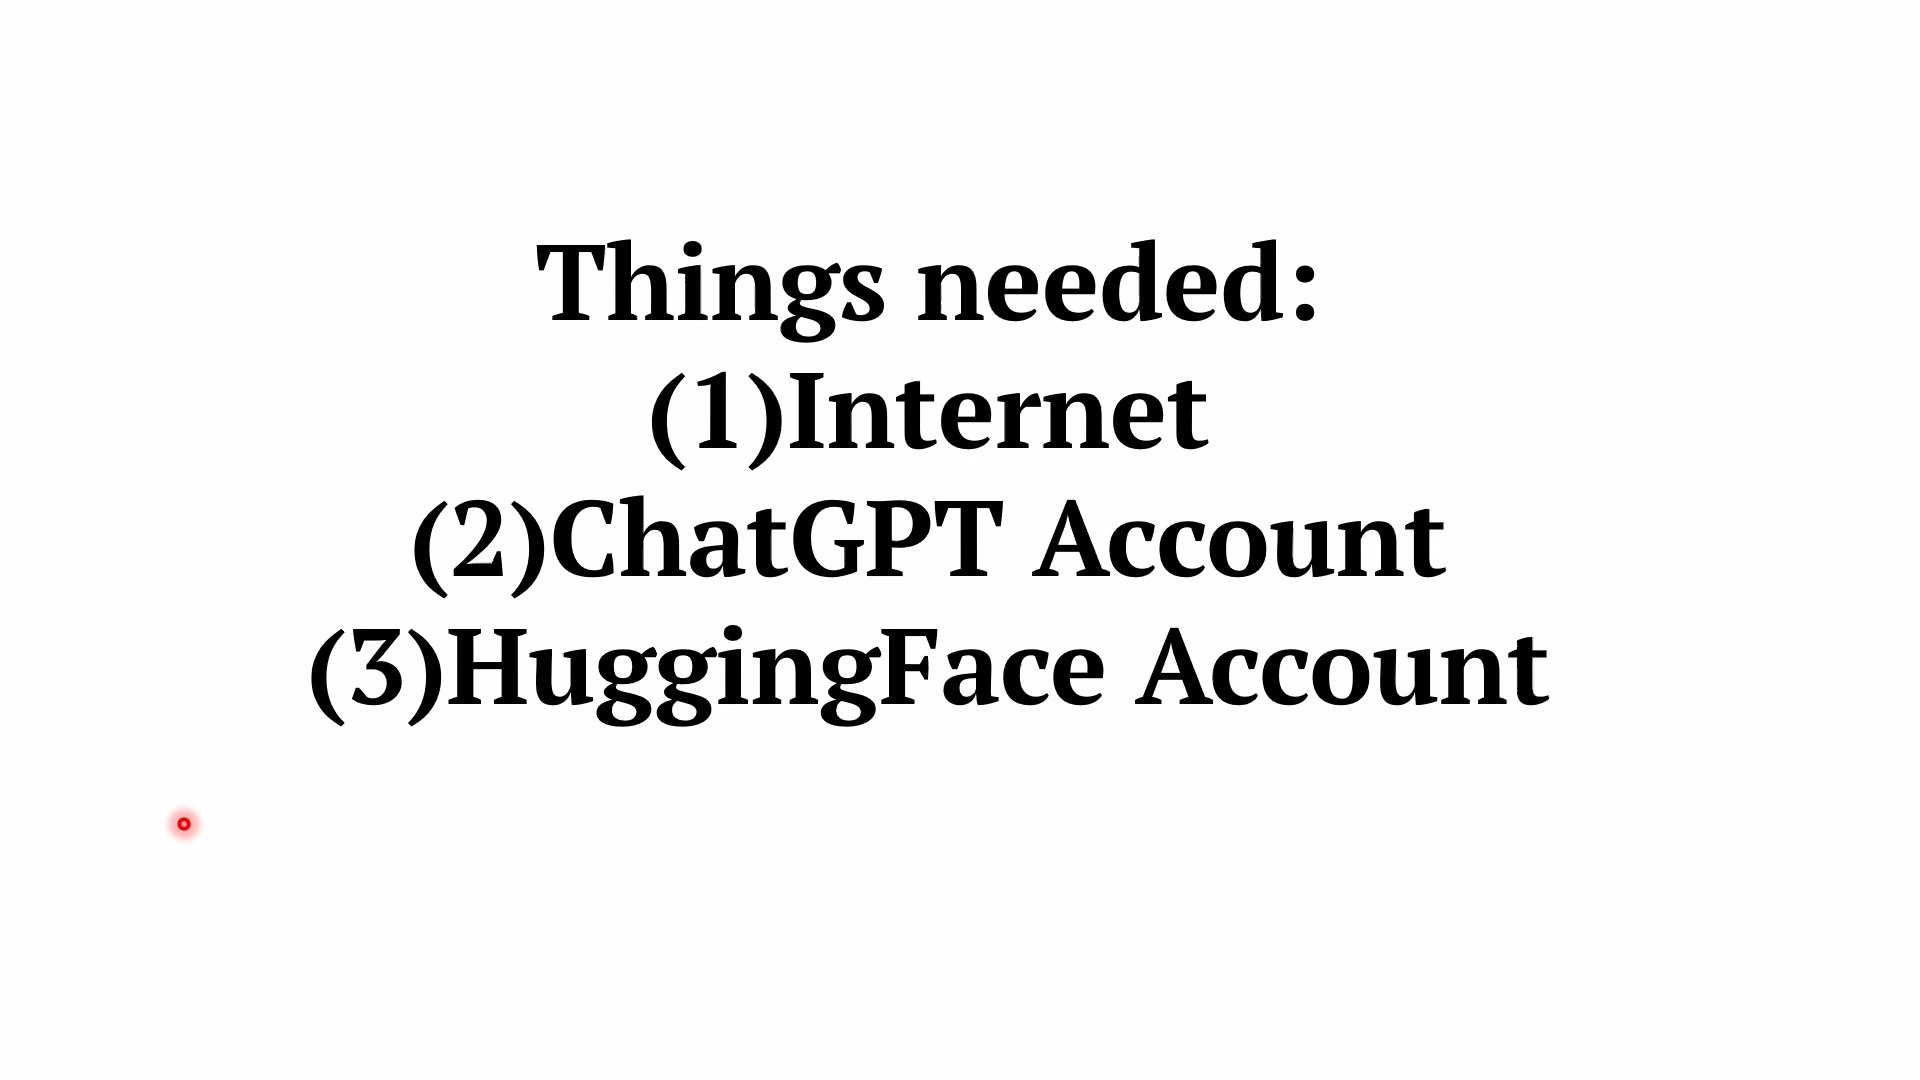 Things needed:
(1)Internet
(2)ChatGPT Account
(3)HuggingFace Account